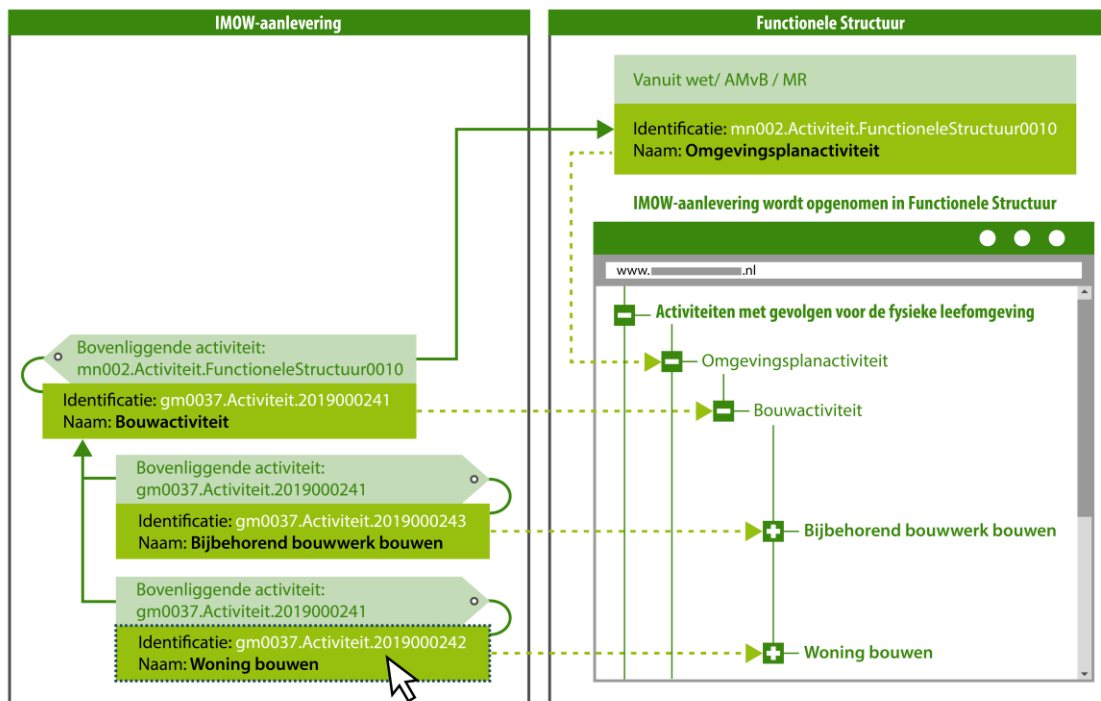 IMOW-aanlevering
Bovenliggende activiteit:
mn002.Activiteit.FunctioneleStructuur0010
Identificatie: gm0037.Activiteit.2019000241
Naam: Bouwactiviteit
Bovenliggende activiteit:
gm0037.Activiteit.2019000241
Identificatie: gm0037.Activiteit.2019000243
Naam: Bijbehorend bouwwerk bouwen
Bovenliggende activiteit:
gm0037.Activiteit.2019000241
Identificatie: gm0037.Activiteit.2019000242
Naam: Woning bouwen
Functionele Structuur
Vanuit wet/ AMvB / MR
Identificatie: mn002.Activiteit.FunctioneleStructuur0010
Naam: Omgevingsplanactiviteit
IMOW-aanlevering wordt opgenomen in Functionele Structuur
www. .nl
Activiteiten met gevolgen voor de fysieke leefomgeving
Omgevingsplanactiviteit
Bouwactiviteit
Bijbehorend bouwwerk bouwen
Woning bouwen